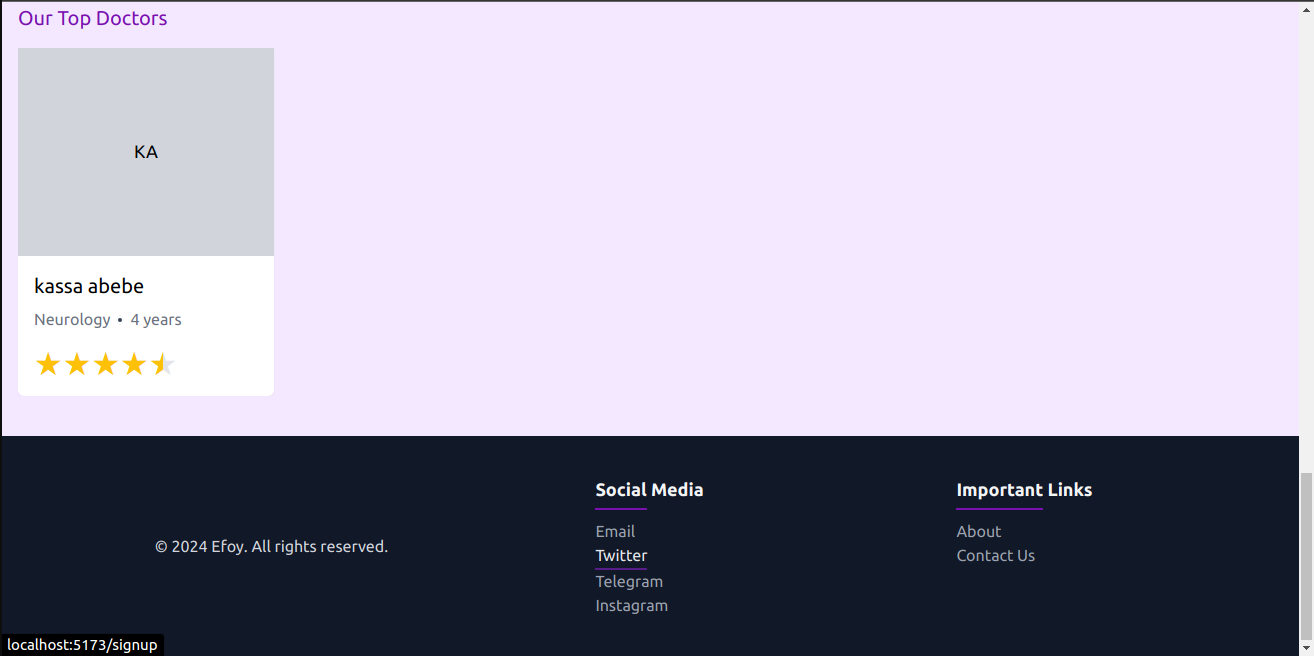 Our Top Doctors
KA
kassa abebe
Neurology • 4 years
© 2024 Efoy. All rights reserved.
Social Media
Email
Twitter
Telegram
Instagram
Important Links
About
Contact Us
localhost:5173/signup